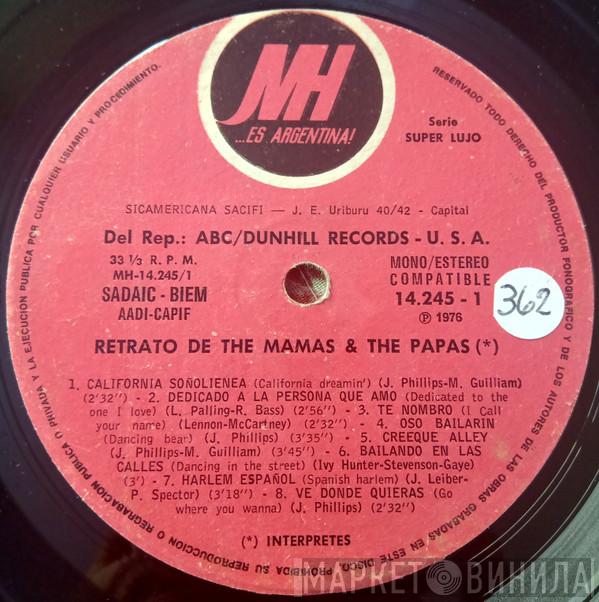 MH
...ES ARGENTINA!
Serie
SUPER LUJO
SICAMERICANA SACIFI — J. E. Uriburu 40/42 - Capital
Del Rep.: ABC/DUNHILL RECORDS - U. S. A.
33 ⅓ R. P. M.
MH-14.245/1
SADAIC - BIEM
AADI-CAPIF
MONO/ESTEREO
COMPATIBLE
14.245 - 1
℗ 1976
362
RETRATO DE THE MAMAS & THE PAPAS (*)
1. CALIFORNIA SOÑOLIENEA (California dreamin') (J. Phillips-M. Guilliam)
(2'32") - 2. DEDICADO A LA PERSONA QUE AMO (Dedicated to the
one I love) (L. Palling-R. Bass) (2'56") - 3. TE NOMBRO (I Call
your name) (Lennon-McCartney) (2'32") - 4. OSO BAILARIN
(Dancing bear) (J. Phillips) (3'35") - 5. CREEQUE ALLEY
(J. Phillips-M. Guilliam) (3'45") - 6. BAILANDO EN LAS
CALLES (Dancing in the street) (Ivy Hunter-Stevenson-Gaye)
(3') - 7. HARLEM ESPAÑOL (Spanish harlem) (J. Leiber-
P. Spector) (3'18") - 8. VE DONDE QUIERAS (Go
where you wanna) (J. Phillips) (2'32")
(*) INTERPRETES
RESERVADO TODO DERECHO DEL PRODUCTOR FONOGRAFICO Y DE LOS AUTORES DE LAS OBRAS GRABADAS EN ESTE DISCO. PROHIBIDA SU REPRODUCCION O REGRABACION PUBLICA O PRIVADA Y LA EJECUCION PUBLICA POR CUALQUIER USUARIO Y PROCEDIMIENTO.
МАРКЕТ ВИНИЛА